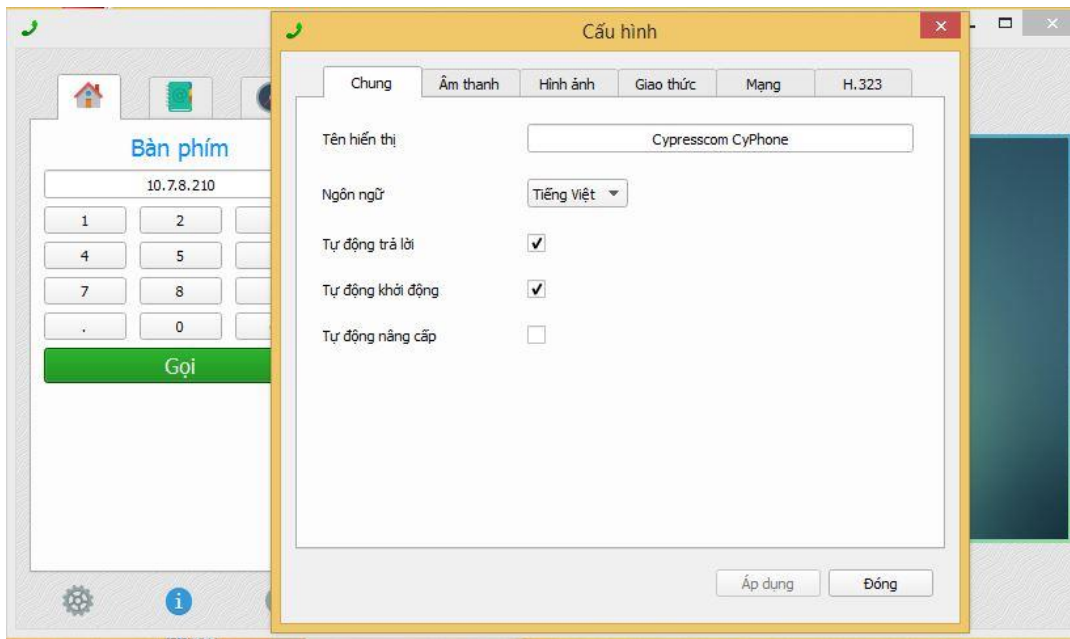 Cấu hình
Chung Âm thanh Hình ảnh Giao thức Mạng H.323
Tên hiển thị Cypresscom CyPhone
Ngôn ngữ Tiếng Việt
Tự động trả lời
Tự động khởi động
Tự động nâng cấp
Áp dụng Đóng
Bàn phím
10.7.8.210
1 2
4 5
7 8
. 0
Gọi